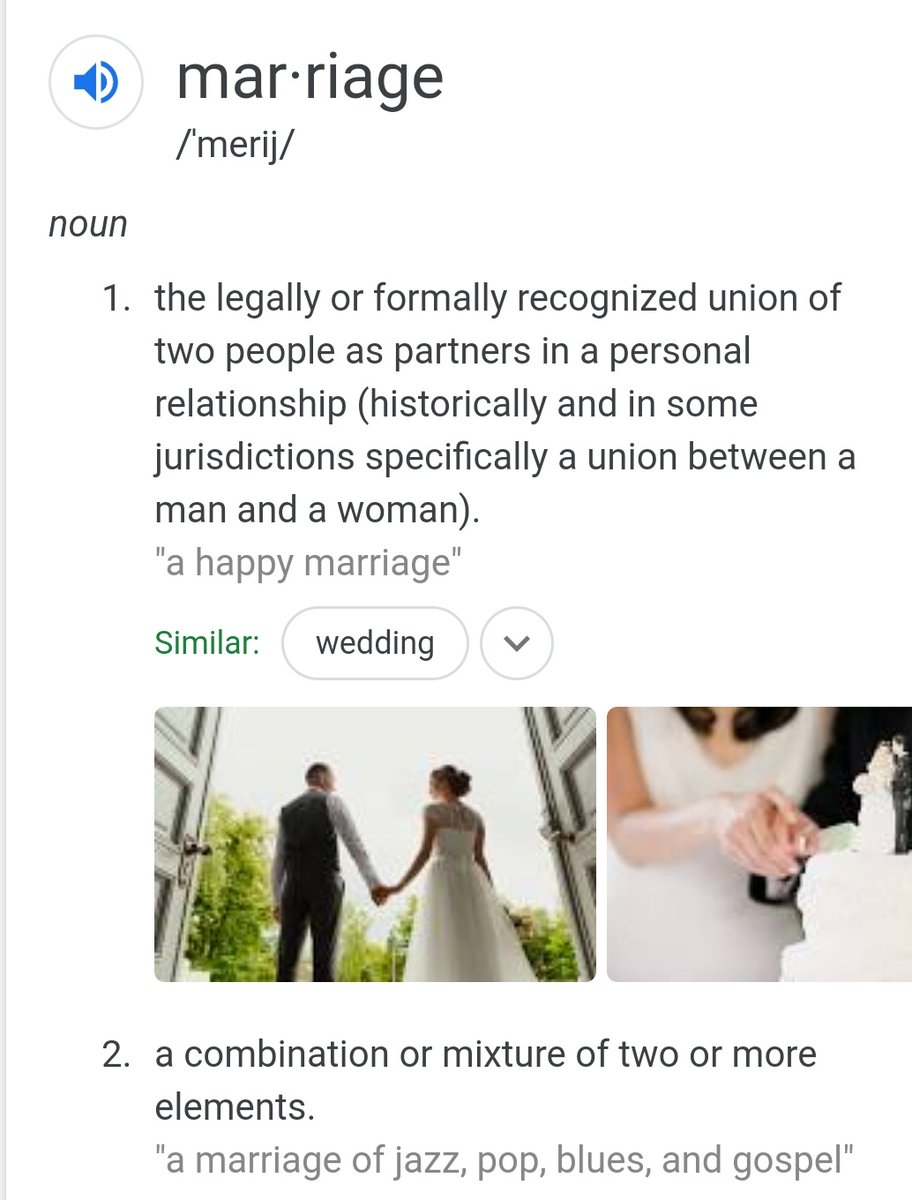 mar·riage
/ˈmerij/
noun
1. the legally or formally recognized union of
two people as partners in a personal
relationship (historically and in some
jurisdictions specifically a union between a
man and a woman).
"a happy marriage"
Similar: wedding
2. a combination or mixture of two or more
elements.
"a marriage of jazz, pop, blues, and gospel"